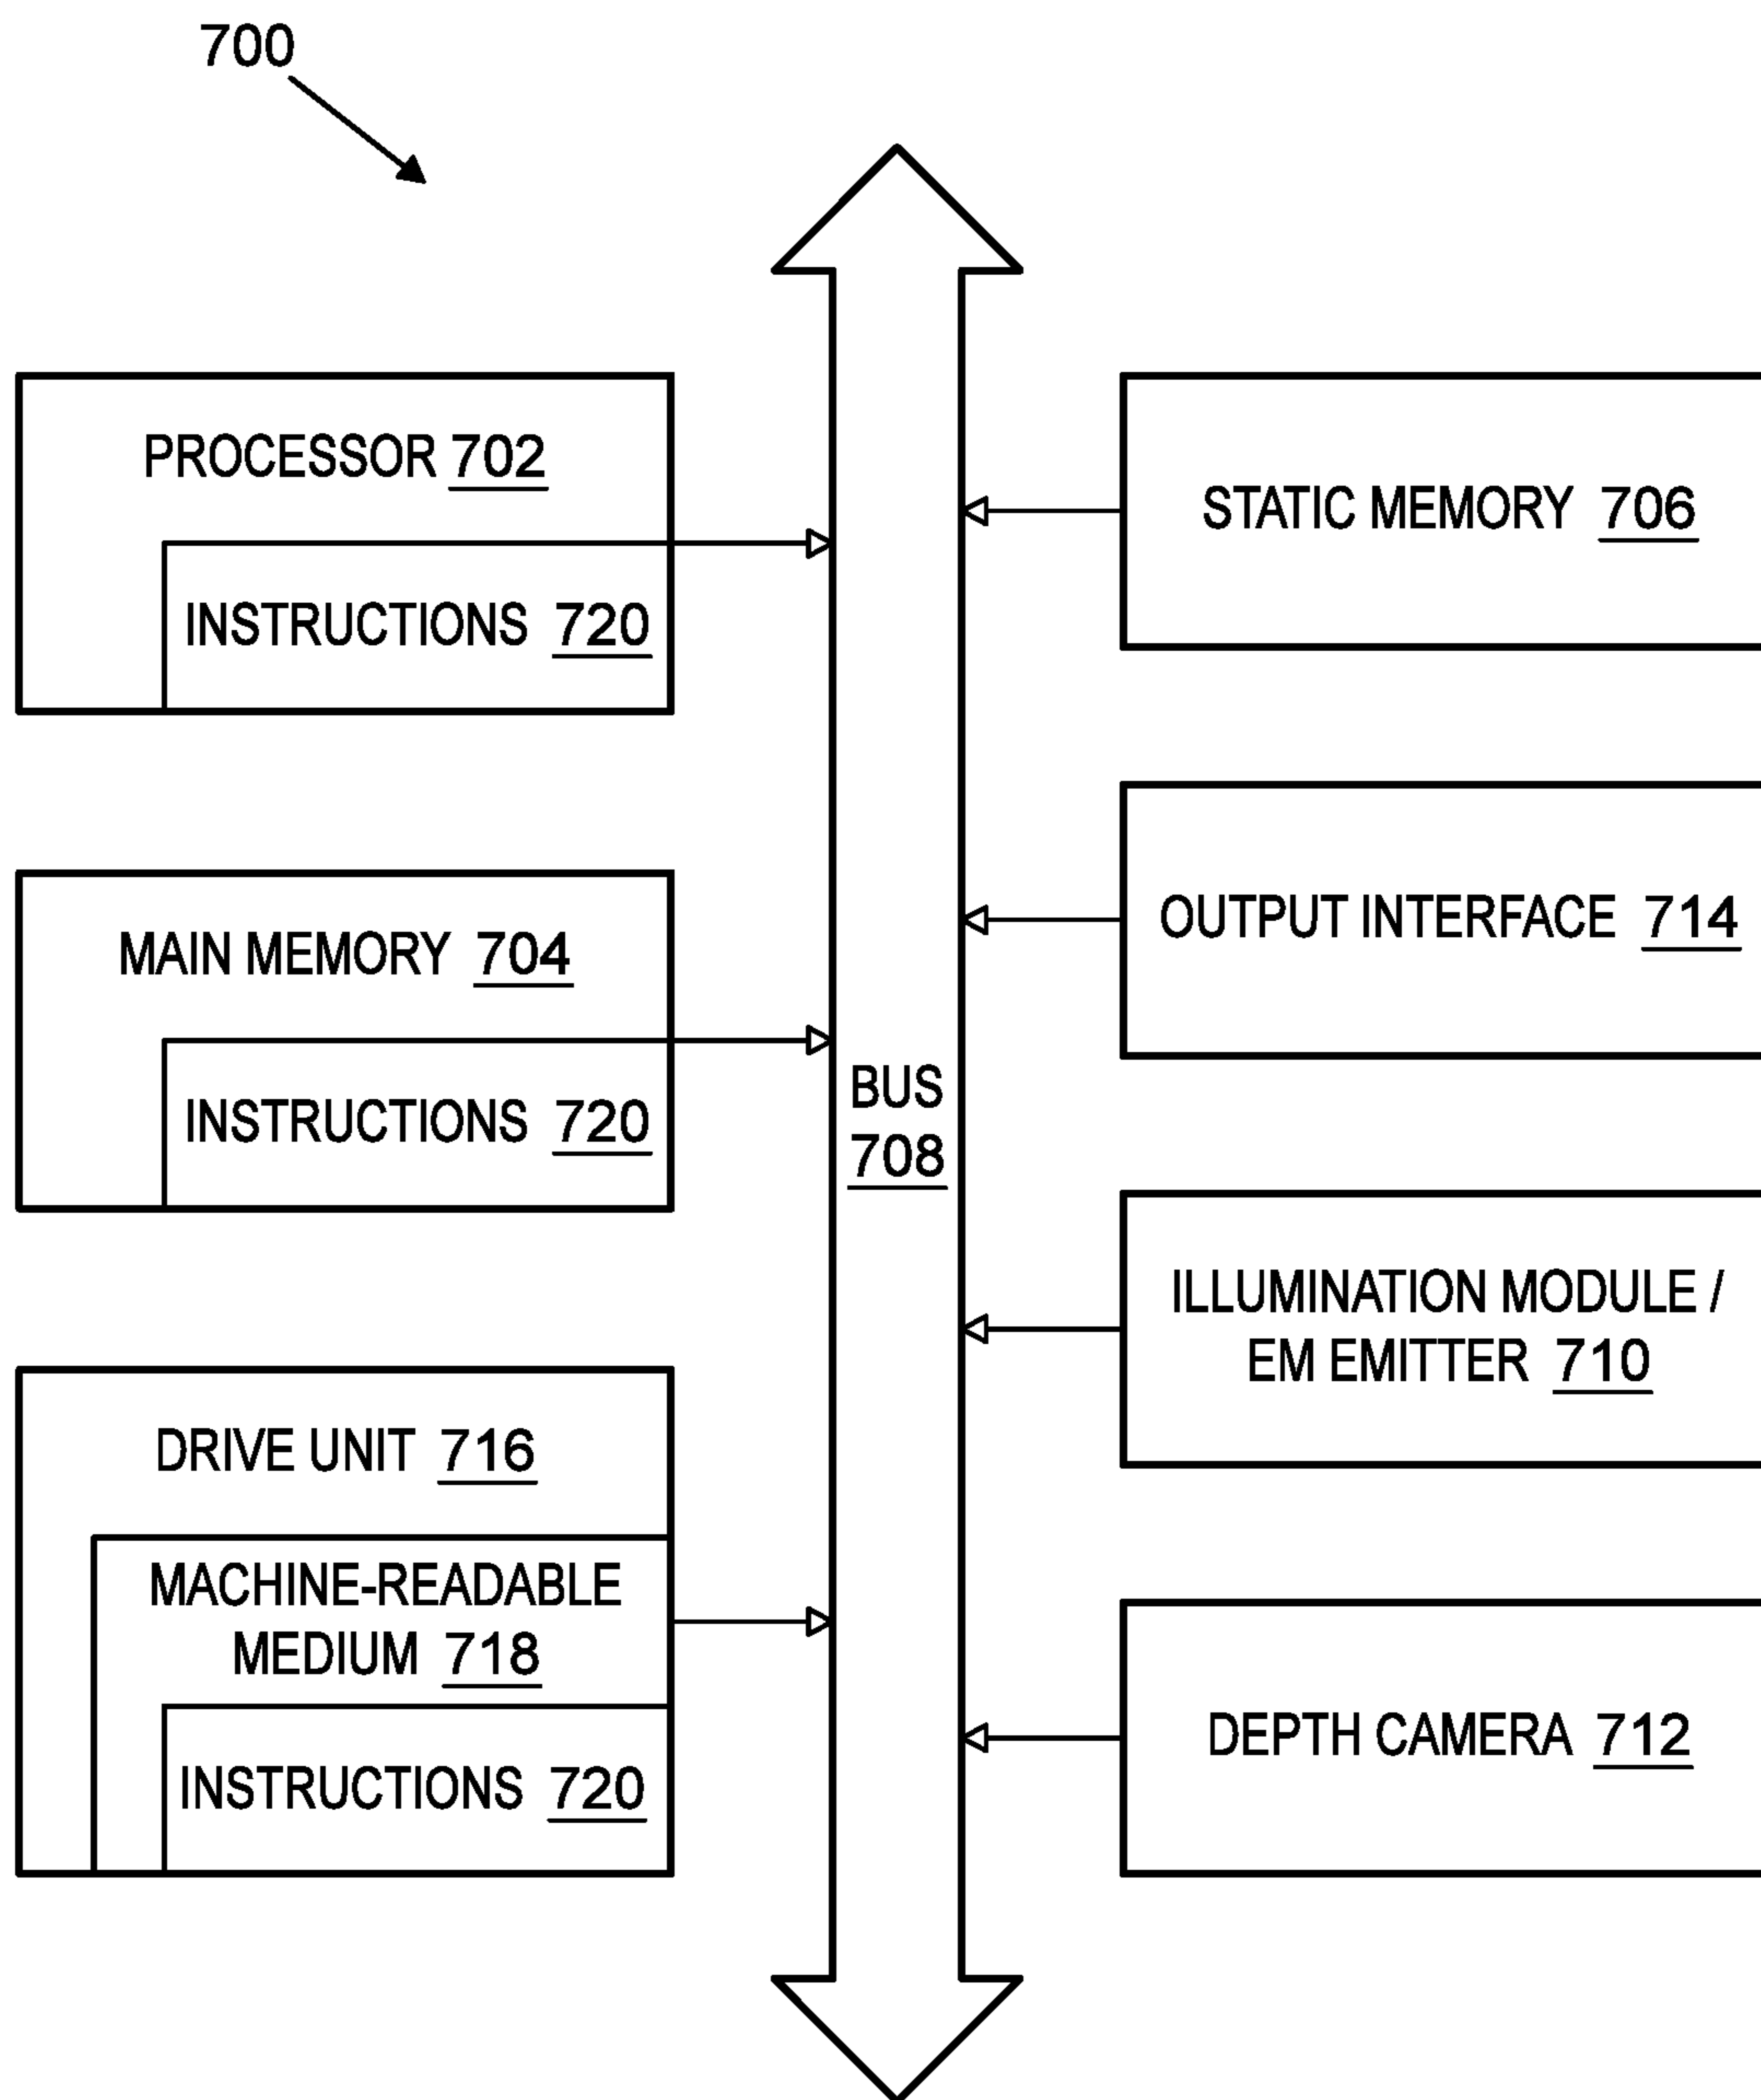 700
PROCESSOR 702
INSTRUCTIONS 720
MAIN MEMORY 704
INSTRUCTIONS 720
DRIVE UNIT 716
MACHINE-READABLE
MEDIUM 718
INSTRUCTIONS 720
BUS
708
STATIC MEMORY 706
OUTPUT INTERFACE 714
ILLUMINATION MODULE /
EM EMITTER 710
DEPTH CAMERA 712